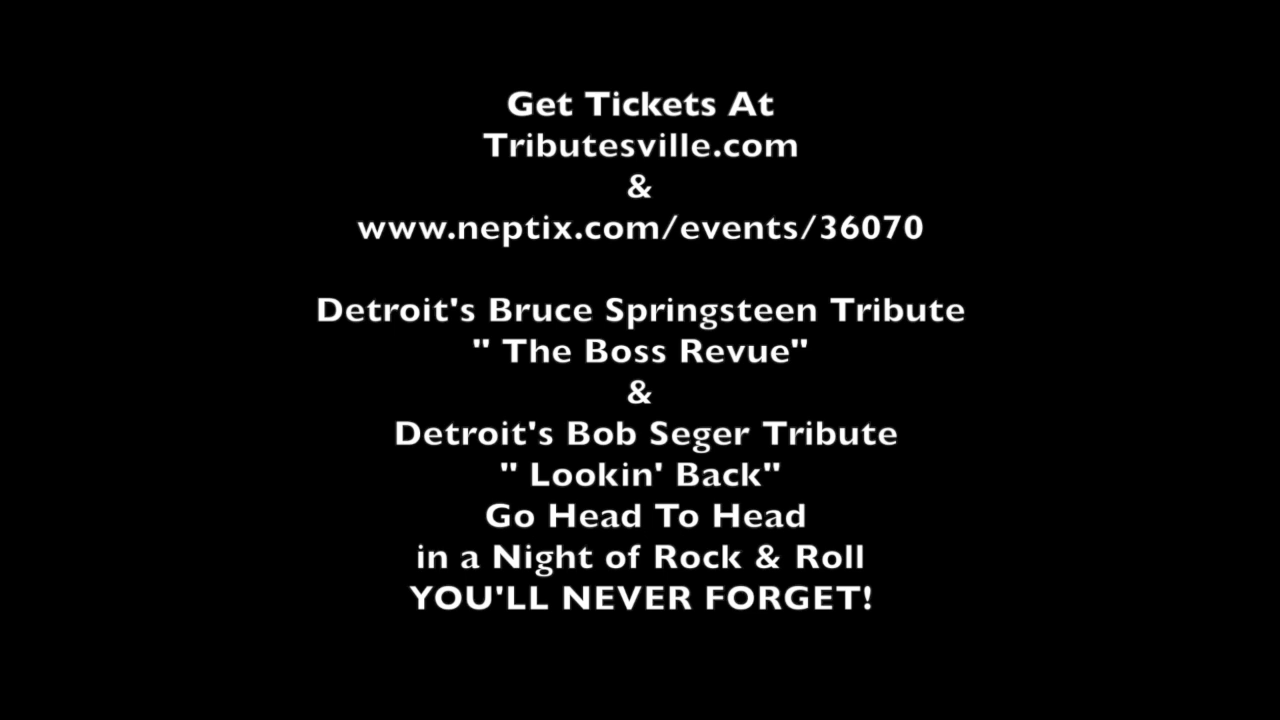 Get Tickets At
Tributesville.com
&
www.neptix.com/events/36070
Detroit's Bruce Springsteen Tribute
" The Boss Revue"
&
Detroit's Bob Seger Tribute
" Lookin' Back"
Go Head To Head
in a Night of Rock & Roll
YOU'LL NEVER FORGET!